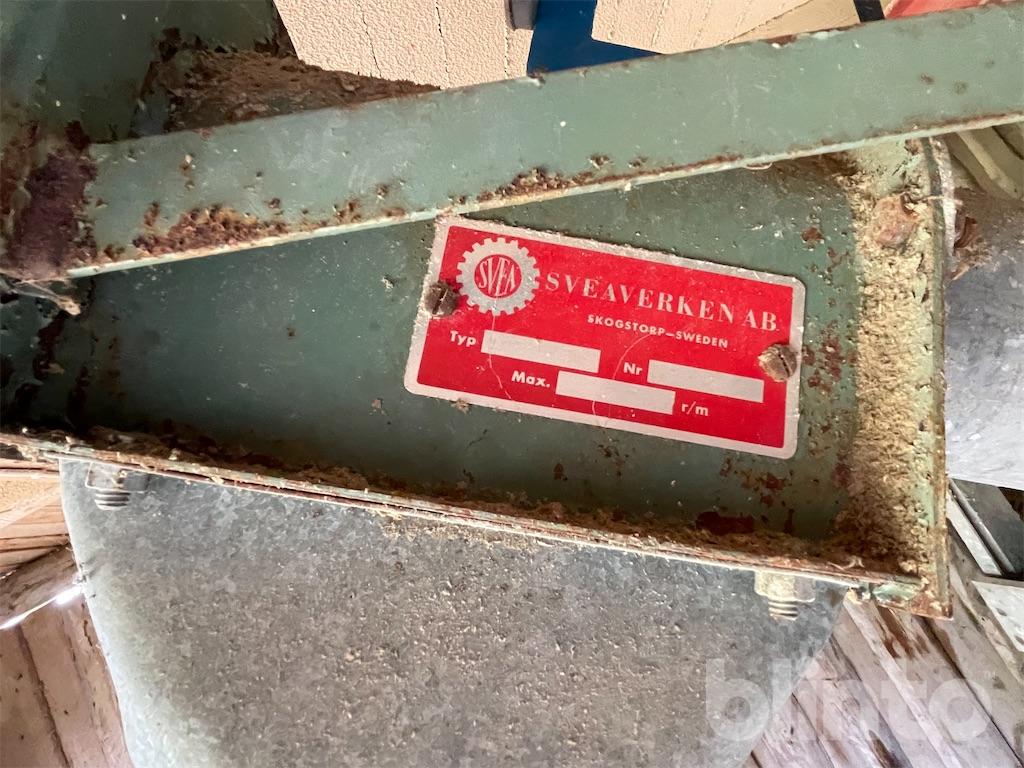 SVEA
SVEAVERKEN AB.
SKOGSTORP–SWEDEN
Typ Nr
Max. r/m
blinto